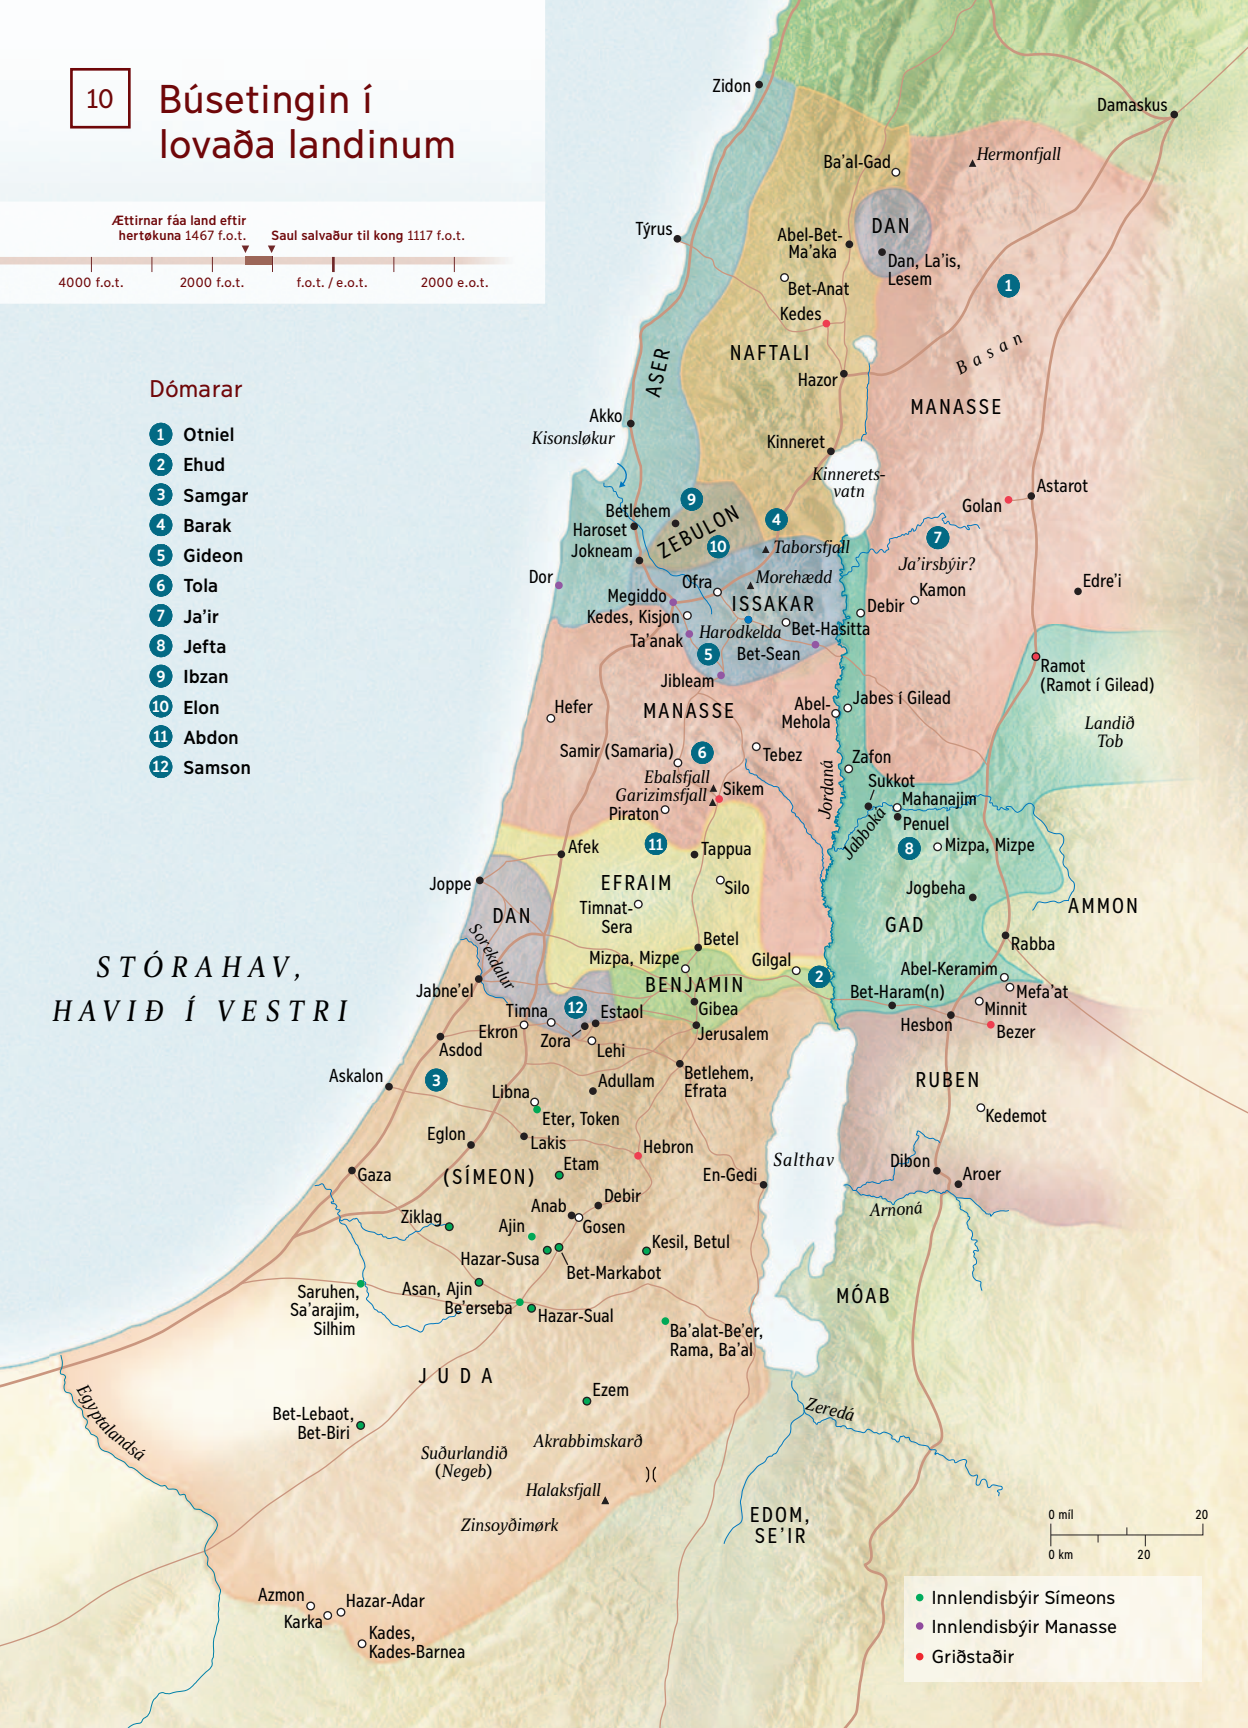 10
Búsetingin í
lovaða landinum
Ættirnar fáa land eftir
hertøkuna 1467 f.o.t.
Saul salvaður til kong 1117 f.o.t.
4000 f.o.t.
2000 f.o.t.
f.o.t. / e.o.t.
2000 e.o.t.
Dómarar
1 Otniel
2 Ehud
3 Samgar
4 Barak
5 Gideon
6 Tola
7 Ja’ir
8 Jefta
9 Ibzan
10 Elon
11 Abdon
12 Samson
Zidon
Damaskus
Hermonfjall
Ba’al-Gad
DAN
Týrus
Abel-Bet-
Ma’aka
Dan, La’is,
Lesem
Bet-Anat
1
Kedes
NAFTALI
Basan
ASER
Hazor
MANASSE
Akko
Kisonsløkur
Kinneret
Kinnerets-
vatn
Golan
Astarot
9
Betlehem
Haroset
Jokneam
ZEBULON
10
4
Taborsfjall
7
Ja’irsbýir?
Dor
Ofra
Morehædd
Kamon
Edre’i
Megiddo
ISSAKAR
Debir
Kedes, Kisjon
Harodkelda
Bet-Hasitta
Ta’anak
5
Bet-Sean
Jibleam
Ramot
(Ramot í Gilead)
Hefer
MANASSE
Abel-
Mehola
Jabes í Gilead
Landið
Tob
Samir (Samaria)
6
Tebez
Zafon
Ebalsfjall
Garizimsfjall
Sikem
Jordaná
Sukkot
Mahanajim
Piraton
Jabboká
Penuel
Afek
11
Tappua
8
Mizpa, Mizpe
Joppe
EFRAIM
Silo
Jogbeha
AMMON
DAN
Timnat-
Sera
GAD
Sorekdalur
Betel
Rabba
Mizpa, Mizpe
Gilgal
2
Abel-Keramim
STÓRAHAV,
HAVIÐ Í VESTRI
Jabne’el
BENJAMIN
Bet-Haram(n)
Mefa’at
Minnit
Timna
12
Estaol
Gibea
Hesbon
Bezer
Ekron
Zora
Lehi
Jerusalem
Asdod
Askalon
3
Adullam
Betlehem,
Efrata
RUBEN
Libna
Eter, Token
Kedemot
Eglon
Lakis
Hebron
Salthav
Gaza
(SÍMEON)
Etam
En-Gedi
Dibon
Aroer
Debir
Anab
Gosen
Arnoná
Ziklag
Ajin
Kesil, Betul
Hazar-Susa
Bet-Markabot
Saruhen,
Sa’arajim,
Silhim
Asan, Ajin
MÓAB
Be’erseba
Hazar-Sual
Ba’alat-Be’er,
Rama, Ba’al
JUDA
Egyptalandsá
Ezem
Zeredá
Bet-Lebaot,
Bet-Biri
Akrabbimskarð
Suðurlandið
(Negeb)
Halaksfjall
Zinsoyðimørk
EDOM,
SE’IR
0 míl
20
0 km
20
Azmon
Hazar-Adar
Karka
Kades,
Kades-Barnea
Innlendisbýir Símeons
Innlendisbýir Manasse
Griðstaðir